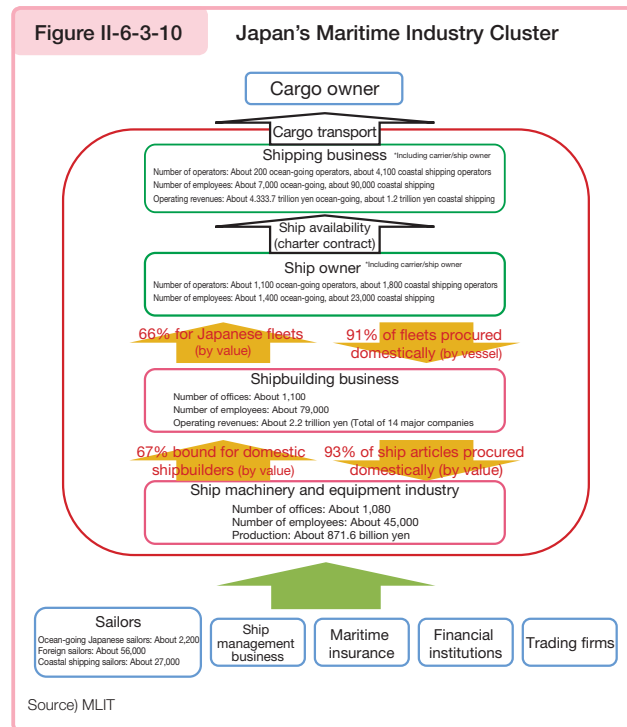 Figure II-6-3-10 Japan's Maritime Industry Cluster
Cargo owner
Cargo transport
Shipping business *Including carrier/ship owner
Number of operators: About 200 ocean-going operators, about 4,100 coastal shipping operators
Number of employees: About 7,000 ocean-going, about 90,000 coastal shipping
Operating revenues: About 4.333.7 trillion yen ocean-going, about 1.2 trillion yen coastal shipping
Ship availability
(charter contract)
Ship owner *Including carrier/ship owner
Number of operators: About 1,100 ocean-going operators, about 1,800 coastal shipping operators
Number of employees: About 1,400 ocean-going, about 23,000 coastal shipping
66% for Japanese fleets
(by value)
91% of fleets procured
domestically (by vessel)
Shipbuilding business
Number of offices: About 1,100
Number of employees: About 79,000
Operating revenues: About 2.2 trillion yen (Total of 14 major companies
67% bound for domestic
shipbuilders (by value)
93% of ship articles procured
domestically (by value)
Ship machinery and equipment industry
Number of offices: About 1,080
Number of employees: About 45,000
Production: About 871.6 billion yen
Sailors
Ocean-going Japanese sailors: About 2,200
Foreign sailors: About 56,000
Coastal shipping sailors: About 27,000
Ship
management
business
Maritime
insurance
Financial
institutions
Trading firms
Source) MLIT